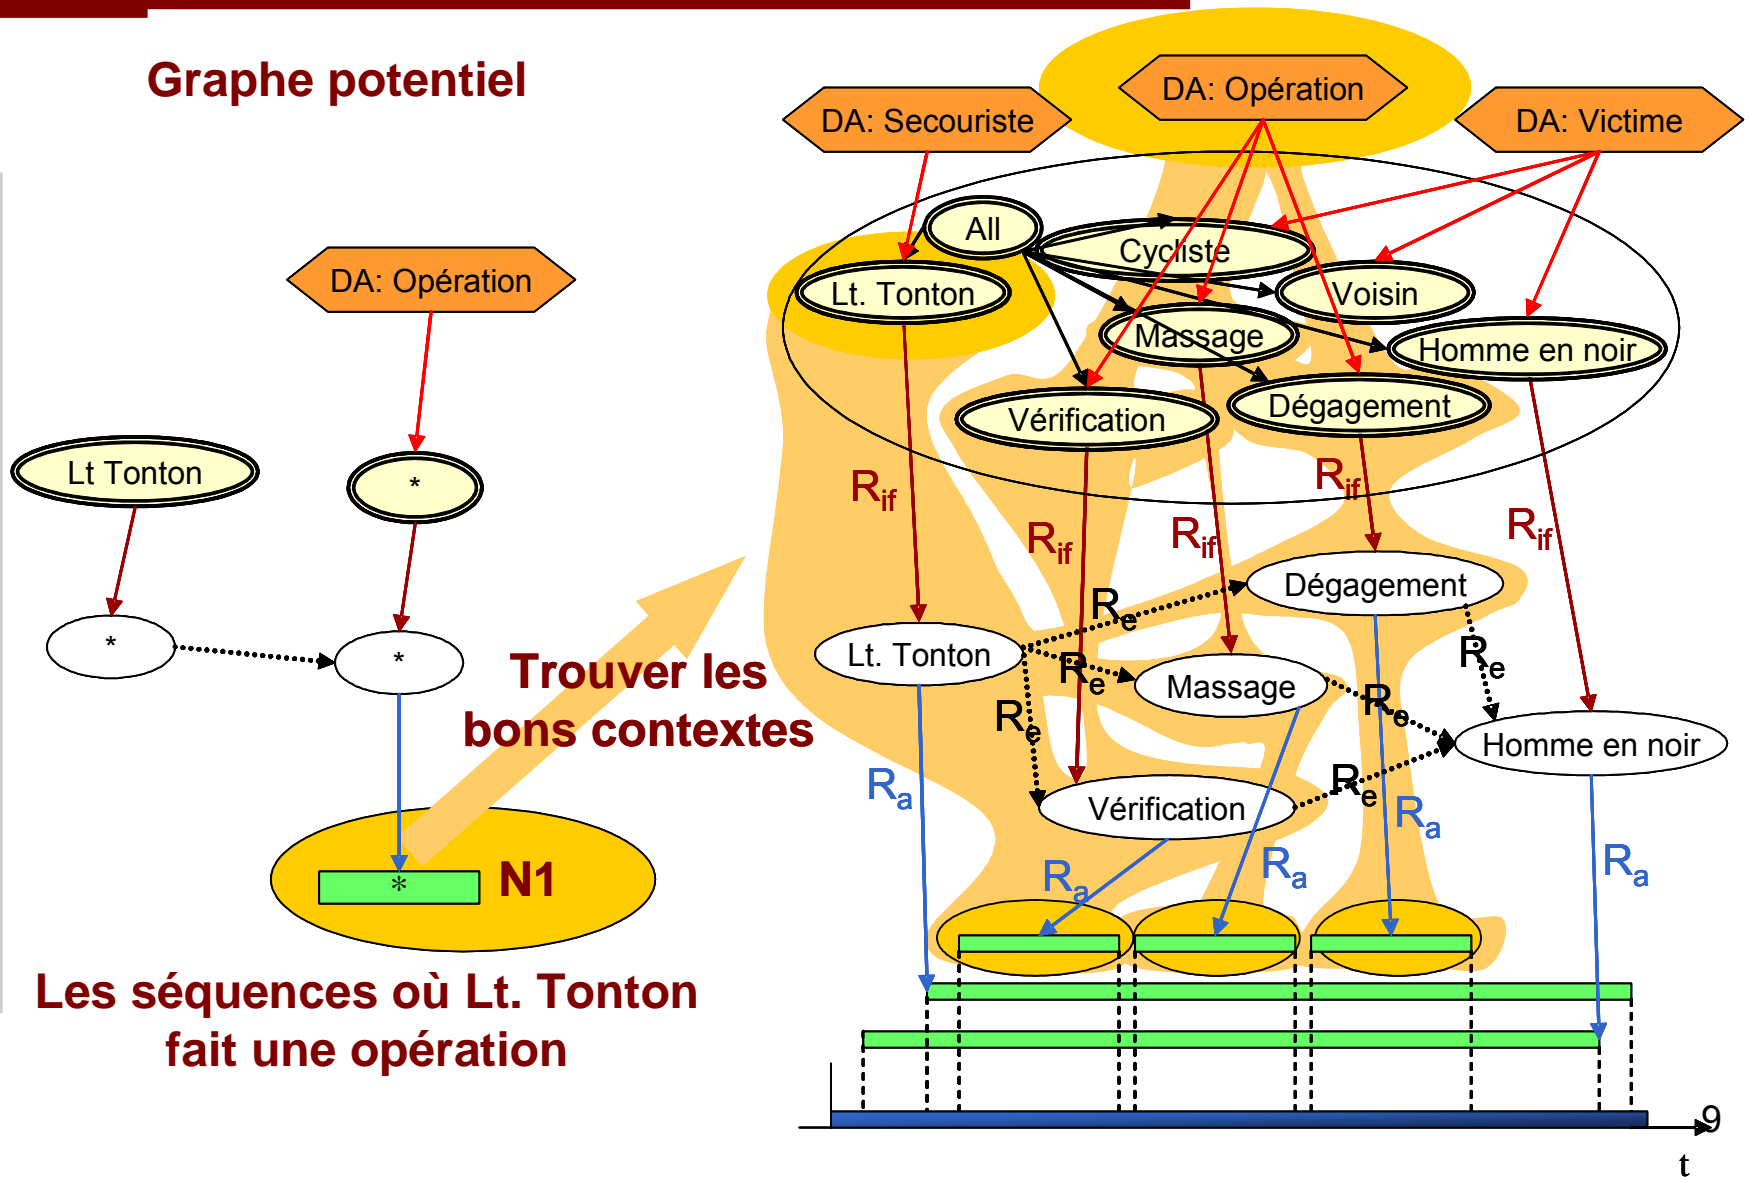 Graphe potentiel
DA: Opération
DA: Secouriste
DA: Victime
All
Cycliste
Lt. Tonton
Voisin
Massage
Homme en noir
Vérification
Dégagement
DA: Opération
Lt Tonton
*
*
*
*
N1
Trouver les
bons contextes
Les séquences où Lt. Tonton
fait une opération
Rif
Rif
Rif
Rif
Rif
Dégagement
Lt. Tonton
Massage
Homme en noir
Vérification
Re
Re
Re
Re
Re
Re
Ra
Ra
Ra
Ra
Ra
9
t